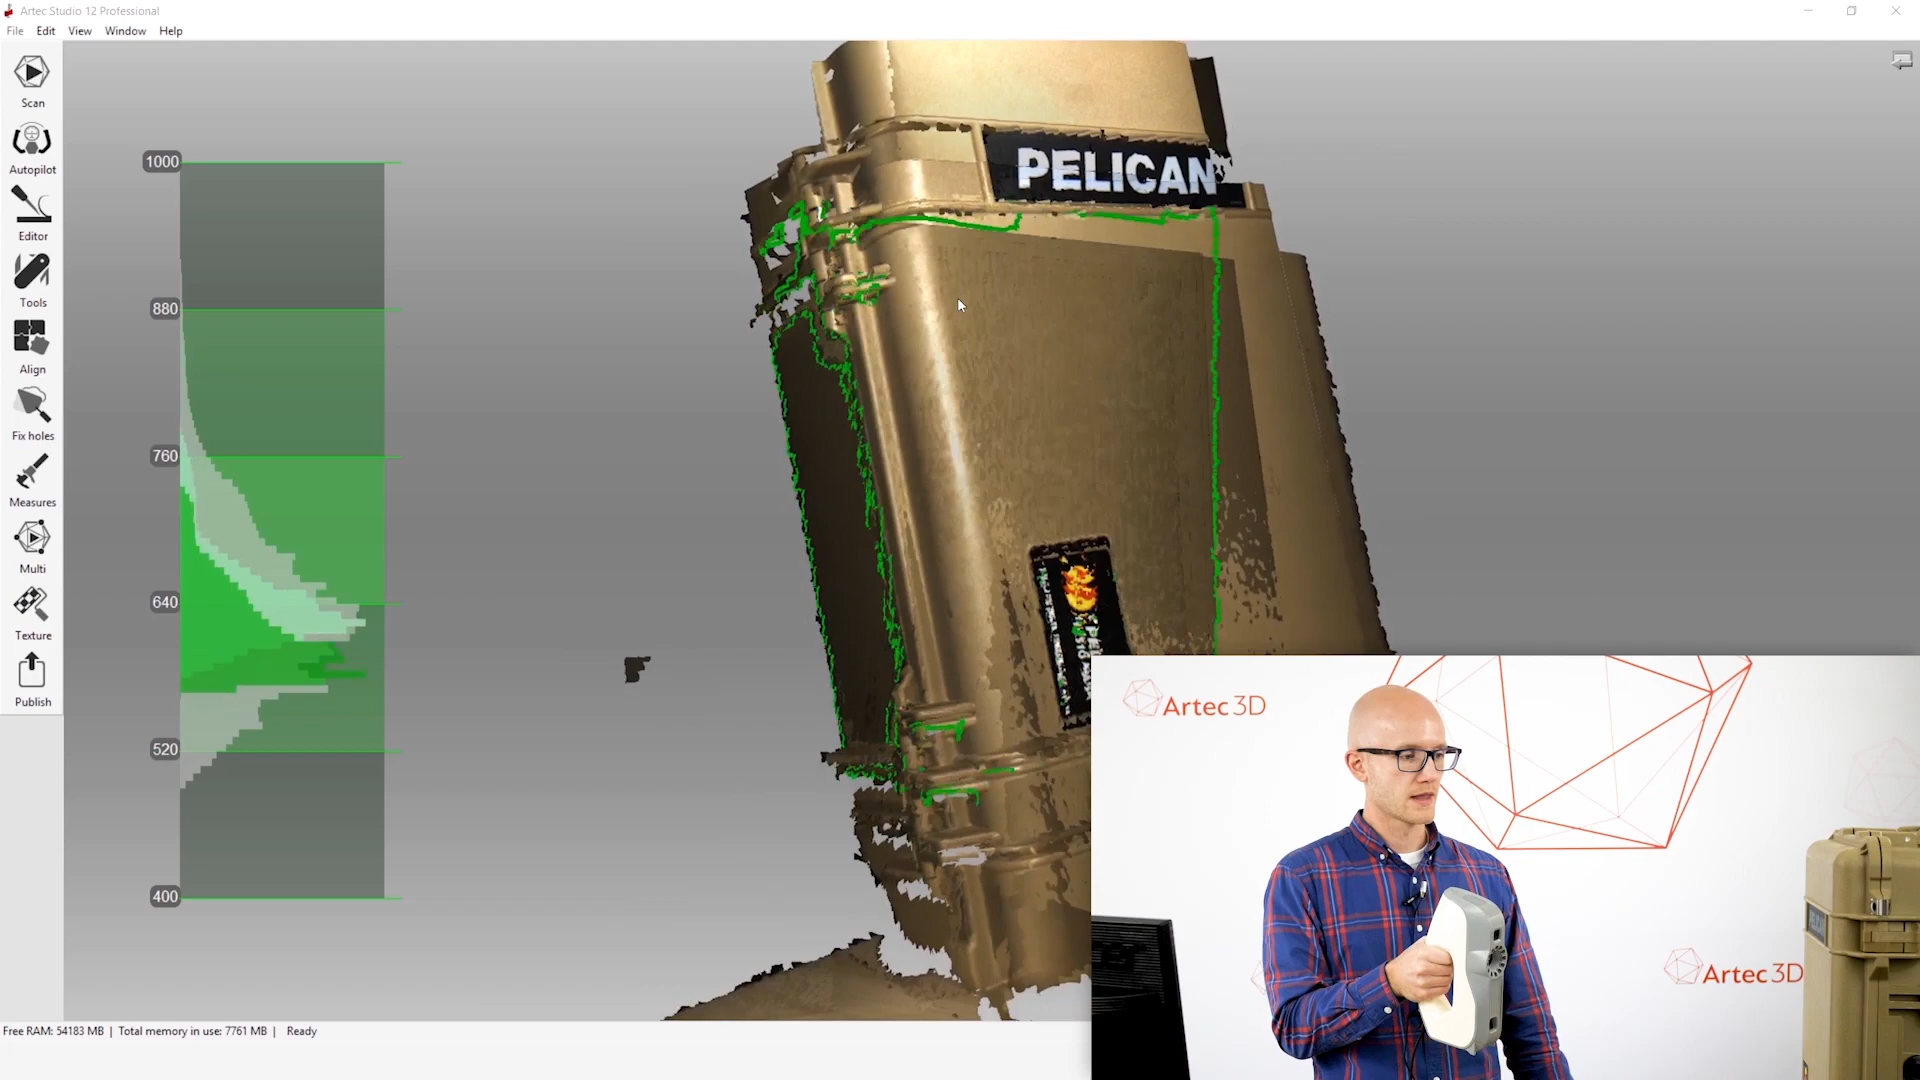 Artec Studio 12 Professional
File Edit View Window Help
Scan
Autopilot
Editor
Tools
Align
Fix holes
Measures
Multi
Texture
Publish
1000
880
760
640
520
400
PELICAN
Artec 3D
Artec 3D
Free RAM: 54183 MB | Total memory in use: 7761 MB | Ready